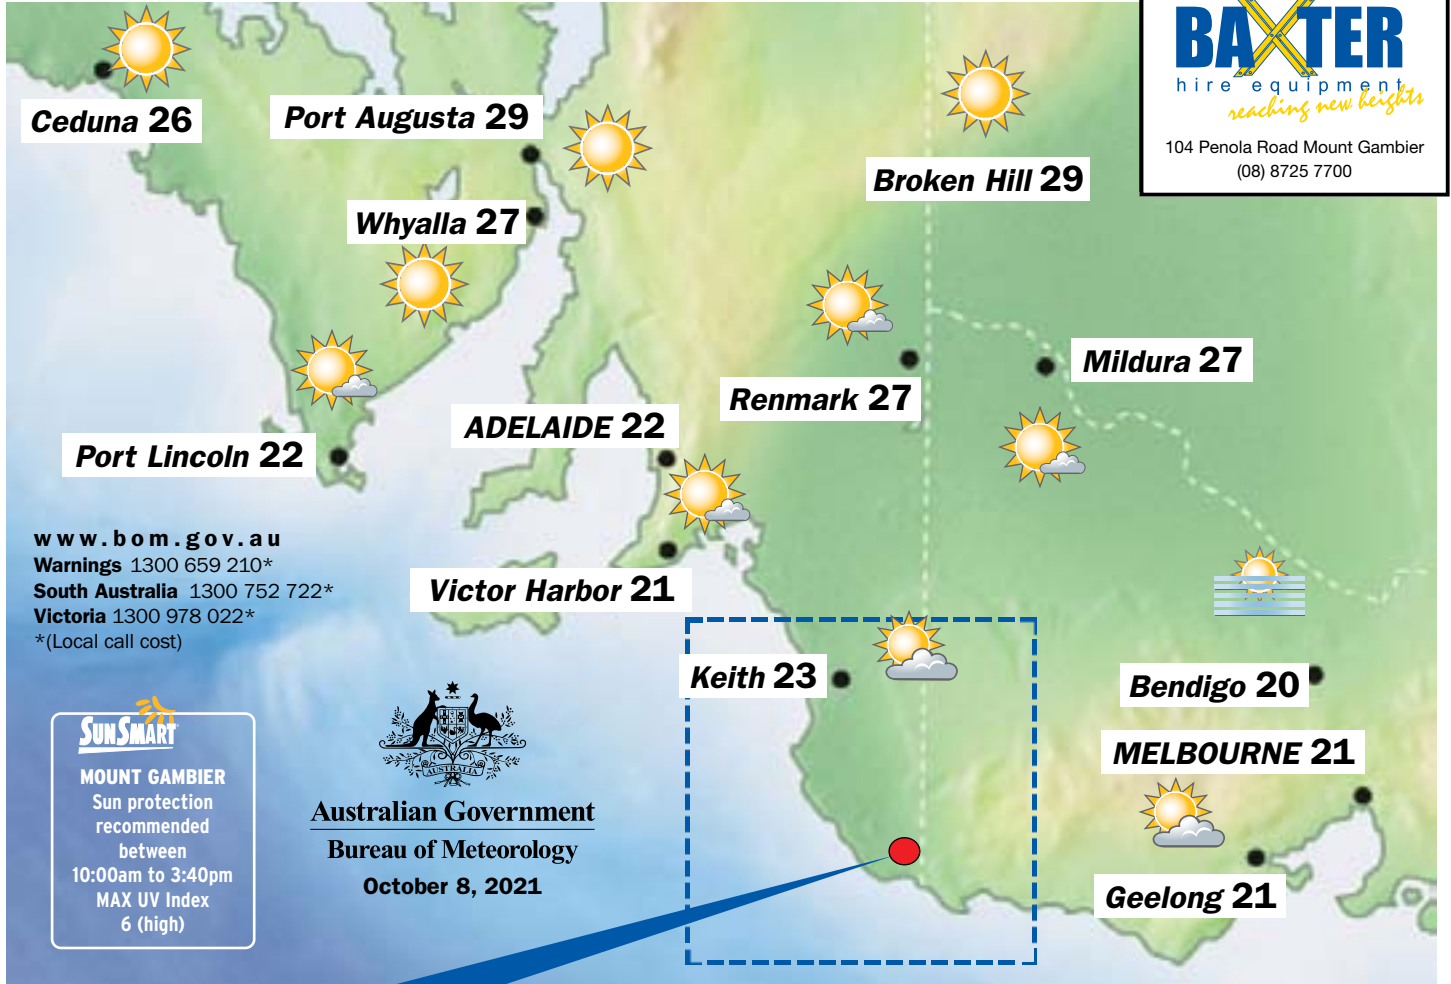 BAXTER
hire equipment
reaching new heights
104 Penola Road Mount Gambier
(08) 8725 7700
Ceduna 26
Port Augusta 29
Broken Hill 29
Whyalla 27
Mildura 27
Renmark 27
ADELAIDE 22
Port Lincoln 22
www.bom.gov.au
Warnings 1300 659 210*
South Australia 1300 752 722*
Victoria 1300 978 022*
*(Local call cost)
Victor Harbor 21
Keith 23
Bendigo 20
MELBOURNE 21
Geelong 21
SUNSMART
MOUNT GAMBIER
Sun protection
recommended
between
10:00am to 3:40pm
MAX UV Index
6 (high)
AUSTRALIA
Australian Government
Bureau of Meteorology
October 8, 2021